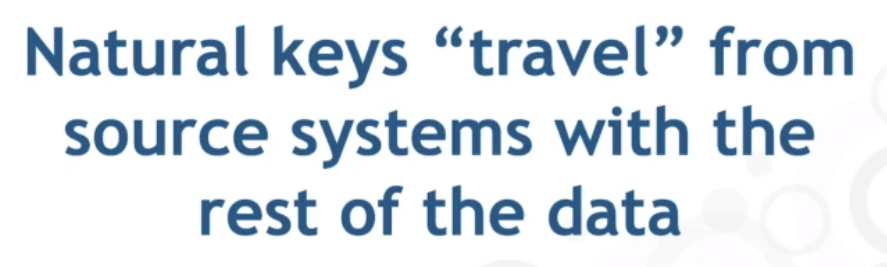 Natural keys “travel” from
source systems with the
rest of the data